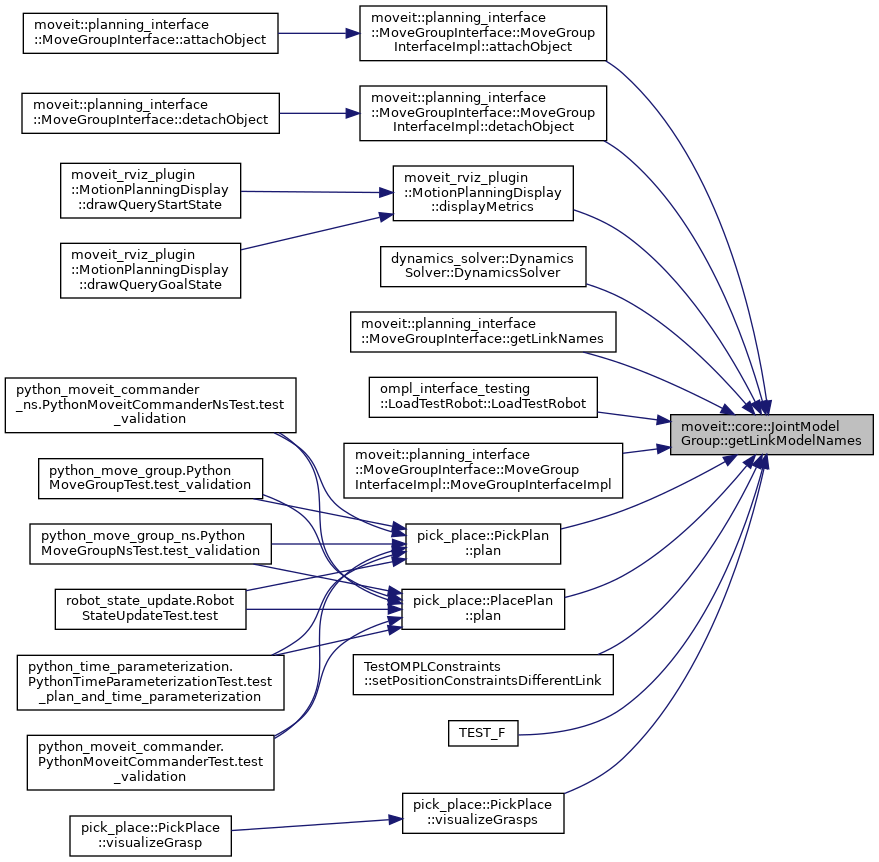 moveit::planning_interface
::MoveGroupInterface::attachObject
moveit::planning_interface
::MoveGroupInterface::MoveGroup
InterfaceImpl::attachObject
moveit::planning_interface
::MoveGroupInterface::detachObject
moveit::planning_interface
::MoveGroupInterface::MoveGroup
InterfaceImpl::detachObject
moveit_rviz_plugin
::MotionPlanningDisplay
::drawQueryStartState
moveit_rviz_plugin
::MotionPlanningDisplay
::displayMetrics
moveit_rviz_plugin
::MotionPlanningDisplay
::drawQueryGoalState
dynamics_solver::Dynamics
Solver::DynamicsSolver
moveit::planning_interface
::MoveGroupInterface::getLinkNames
ompl_interface_testing
::LoadTestRobot::LoadTestRobot
moveit::core::JointModel
Group::getLinkModelNames
python_moveit_commander
_ns.PythonMoveitCommanderNsTest.test
_validation
moveit::planning_interface
::MoveGroupInterface::MoveGroup
InterfaceImpl::MoveGroupInterfaceImpl
python_move_group.Python
MoveGroupTest.test_validation
python_move_group_ns.Python
MoveGroupNsTest.test_validation
pick_place::PickPlan
::plan
robot_state_update.Robot
StateUpdateTest.test
pick_place::PlacePlan
::plan
python_time_parameterization.
PythonTimeParameterizationTest.test
_plan_and_time_parameterization
TestOMPLConstraints
::setPositionConstraintsDifferentLink
TEST_F
python_moveit_commander.
PythonMoveitCommanderTest.test
_validation
pick_place::PickPlace
::visualizeGrasps
pick_place::PickPlace
::visualizeGrasp